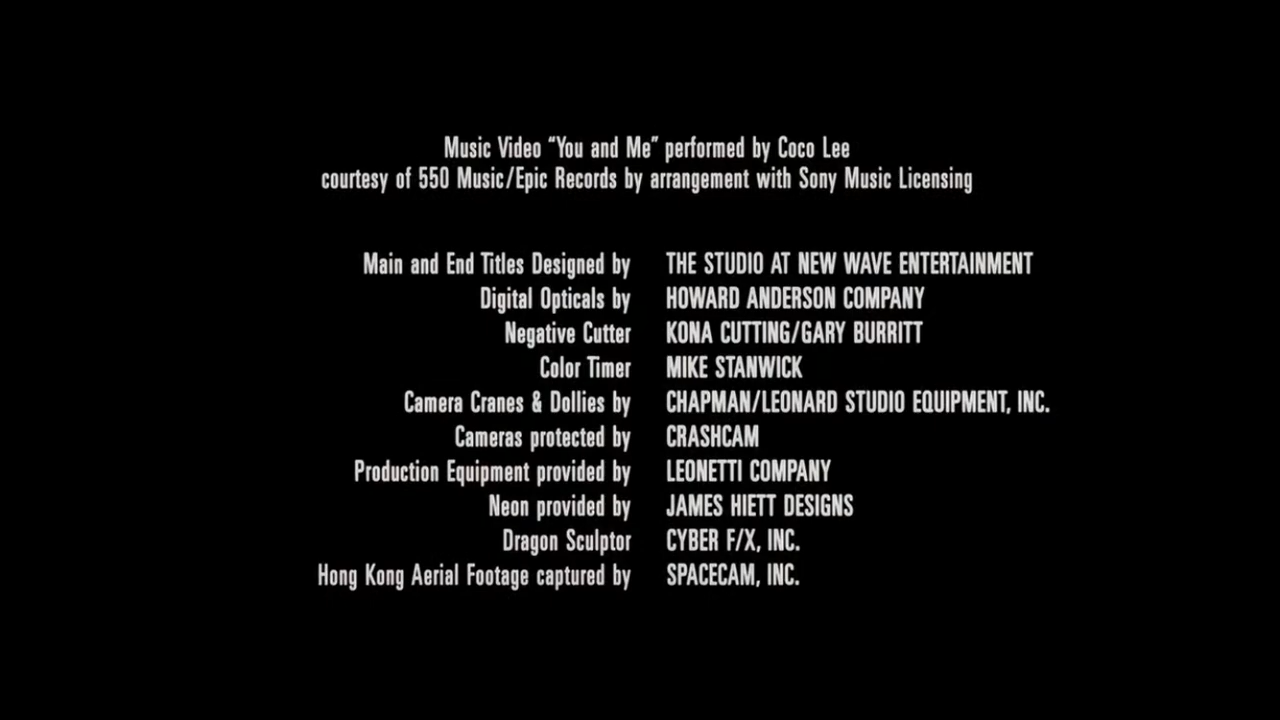 Music Video “You and Me” performed by Coco Lee
courtesy of 550 Music/Epic Records by arrangement with Sony Music Licensing
Main and End Titles Designed by THE STUDIO AT NEW WAVE ENTERTAINMENT
Digital Opticals by HOWARD ANDERSON COMPANY
Negative Cutter KONA CUTTING/GARY BURRITT
Color Timer MIKE STANWICK
Camera Cranes & Dollies by CHAPMAN/LEONARD STUDIO EQUIPMENT, INC.
Cameras protected by CRASHCAM
Production Equipment provided by LEONETTI COMPANY
Neon provided by JAMES HIETT DESIGNS
Dragon Sculptor CYBER F/X, INC.
Hong Kong Aerial Footage captured by SPACECAM, INC.